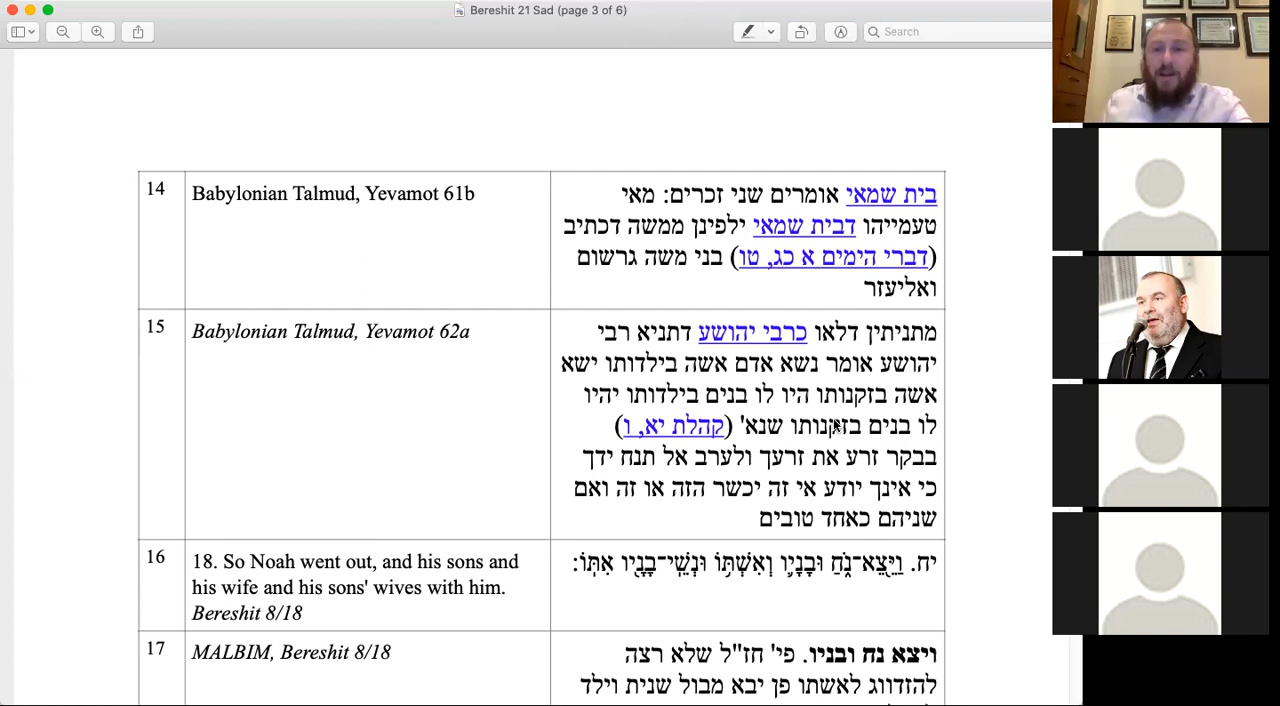 Bereshit 21 Sad (page 3 of 6)
Search
14
Babylonian Talmud, Yevamot 61b
בית שמאי אומרים שני זכרים: מאי
טעמייהו דבית שמאי ילפינן ממשה דכתיב
(דברי הימים א כג, טו) בני משה גרשום
ואליעזר
15
Babylonian Talmud, Yevamot 62a
מתניתין דלאו כרבי יהושע דתניא רבי
יהושע אומר נשא אדם אשה בילדותו ישא
אשה בזקנותו היו לו בנים בילדותו יהיו
לו בנים בזקנותו שנא' (קהלת יא, ו)
בבקר זרע את זרעך ולערב אל תנח ידך
כי אינך יודע אי זה יכשר הזה או זה ואם
שניהם כאחד טובים
16
18. So Noah went out, and his sons and
his wife and his sons' wives with him.
Bereshit 8/18
יח. וַיֵּצֵא־נֹחַ וּבָנָיו וְאִשְׁתּוֹ וּנְשֵׁי־בָנָיו אִתּוֹ:
17
MALBIM, Bereshit 8/18
ויצא נח ובניו. פי' חז"ל שלא רצה
להזדווג לאשתו פן יבא מבול שנית וילד